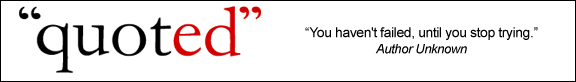 “quoted”
“You haven't failed, until you stop trying.”
Author Unknown